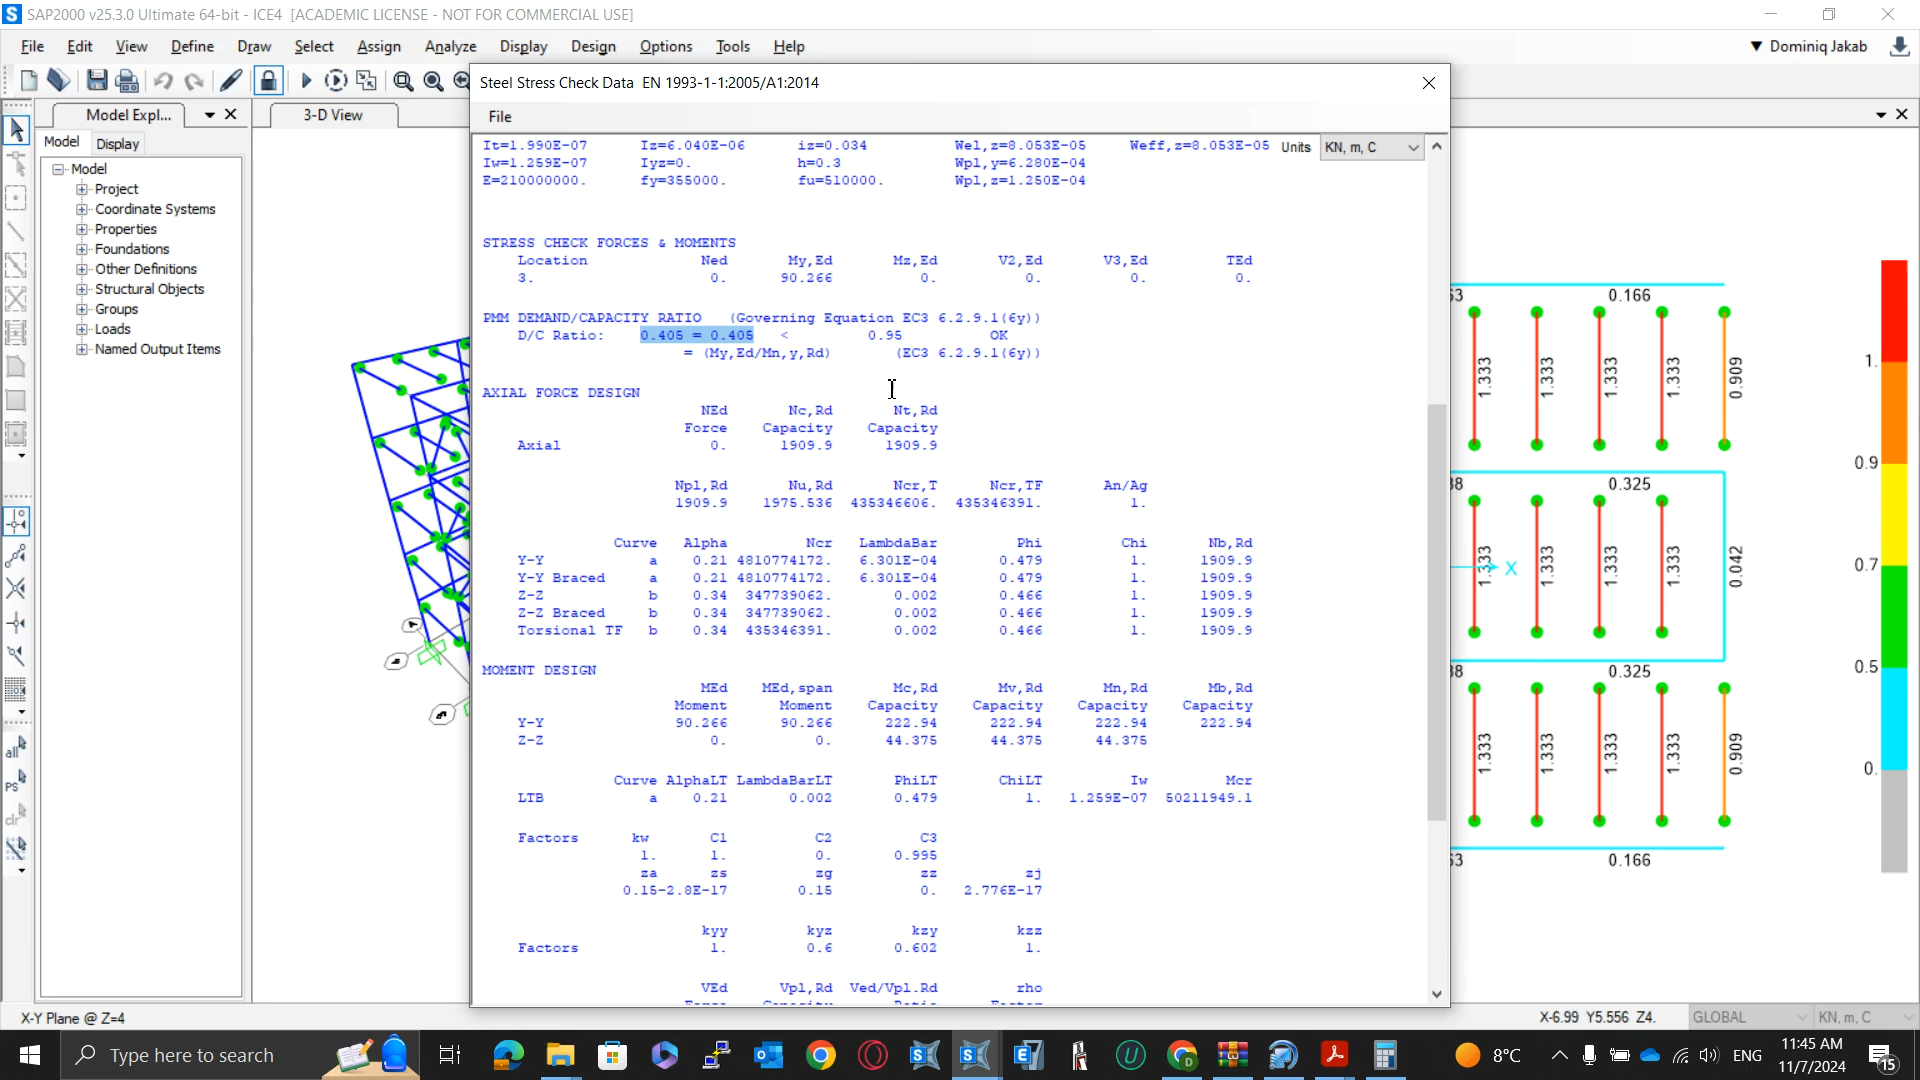 SAP2000 v25.3.0 Ultimate 64-bit - ICE4 [ACADEMIC LICENSE - NOT FOR COMMERCIAL USE]
File Edit View Define Draw Select Assign Analyze Display Design Options Tools Help
Dominiq Jakab
Model Expl...
Model Display
Model
Project
Coordinate Systems
Properties
Foundations
Other Definitions
Structural Objects
Groups
Loads
Named Output Items
all
PS
clr
3-D View
Steel Stress Check Data EN 1993-1-1:2005/A1:2014
File
Units KN, m, C
It=1.990E-07 Iz=6.040E-06 iz=0.034 Wel,z=8.053E-05 Weff,z=8.053E-05
Iw=1.259E-07 Iyz=0. h=0.3 Wpl,y=6.280E-04
E=210000000. fy=355000. fu=510000. Wpl,z=1.250E-04
STRESS CHECK FORCES & MOMENTS
Location Ned My,Ed Mz,Ed V2,Ed V3,Ed TEd
3. 0. 90.266 0. 0. 0. 0.
PMM DEMAND/CAPACITY RATIO (Governing Equation EC3 6.2.9.1(6y))
D/C Ratio: 0.405 = 0.405 < 0.95 OK
= (My,Ed/Mn,y,Rd) (EC3 6.2.9.1(6y))
AXIAL FORCE DESIGN
NEd Nc,Rd Nt,Rd
Force Capacity Capacity
Axial 0. 1909.9 1909.9
Npl,Rd Nu,Rd Ncr,T Ncr,TF An/Ag
1909.9 1975.536 435346606. 435346391. 1.
Curve Alpha Ncr LambdaBar Phi Chi Nb,Rd
Y-Y a 0.21 4810774172. 6.301E-04 0.479 1. 1909.9
Y-Y Braced a 0.21 4810774172. 6.301E-04 0.479 1. 1909.9
Z-Z b 0.34 347739062. 0.002 0.466 1. 1909.9
Z-Z Braced b 0.34 347739062. 0.002 0.466 1. 1909.9
Torsional TF b 0.34 435346391. 0.002 0.466 1. 1909.9
MOMENT DESIGN
MEd MEd,span Mc,Rd Mv,Rd Mn,Rd Mb,Rd
Moment Moment Capacity Capacity Capacity Capacity
Y-Y 90.266 90.266 222.94 222.94 222.94 222.94
Z-Z 0. 0. 44.375 44.375 44.375
Curve AlphaLT LambdaBarLT PhiLT ChiLT Iw Mcr
LTB a 0.21 0.002 0.479 1. 1.259E-07 50211949.1
Factors kw C1 C2 C3
1. 1. 0. 0.995
za zs zg zz zj
0.15-2.8E-17 0.15 0. 2.776E-17
kyy kyz kzy kzz
Factors 1. 0.6 0.602 1.
VEd Vpl,Rd Ved/Vpl.Rd rho
Force Capacity Ratio Factor
53 0.166
1.333 1.333 1.333 1.333 0.909
38 0.325
1.333 X 1.333 1.333 1.333 0.042
38 0.325
1.333 1.333 1.333 1.333 0.909
53 0.166
1.
0.9
0.7
0.5
0.
X-Y Plane @ Z=4
X-6.99 Y5.556 Z4.
GLOBAL
KN, m, C
Type here to search
8°C
ENG
11:45 AM
11/7/2024
15